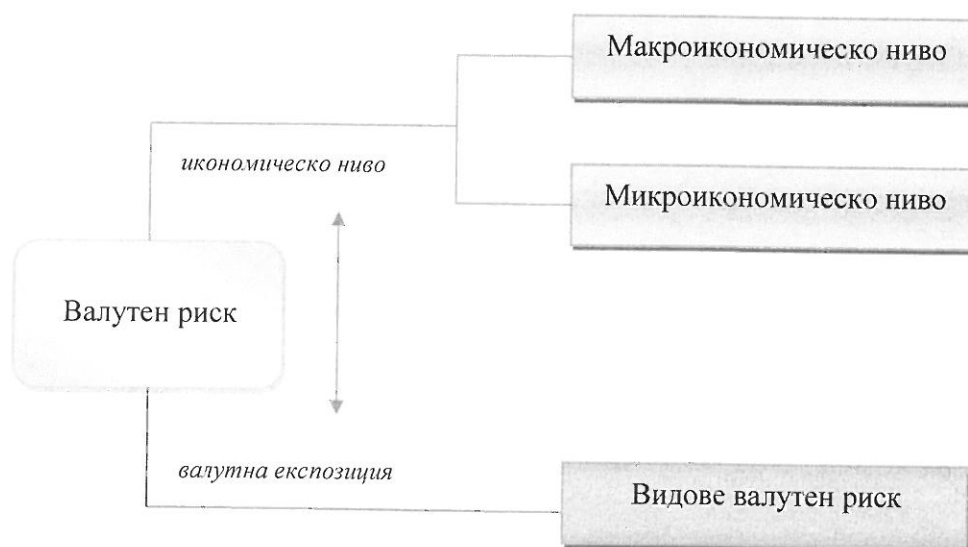 Макроикономическо ниво
икономическо ниво
Микроикономическо ниво
Валутен риск
валутна експозиция
Видове валутен риск